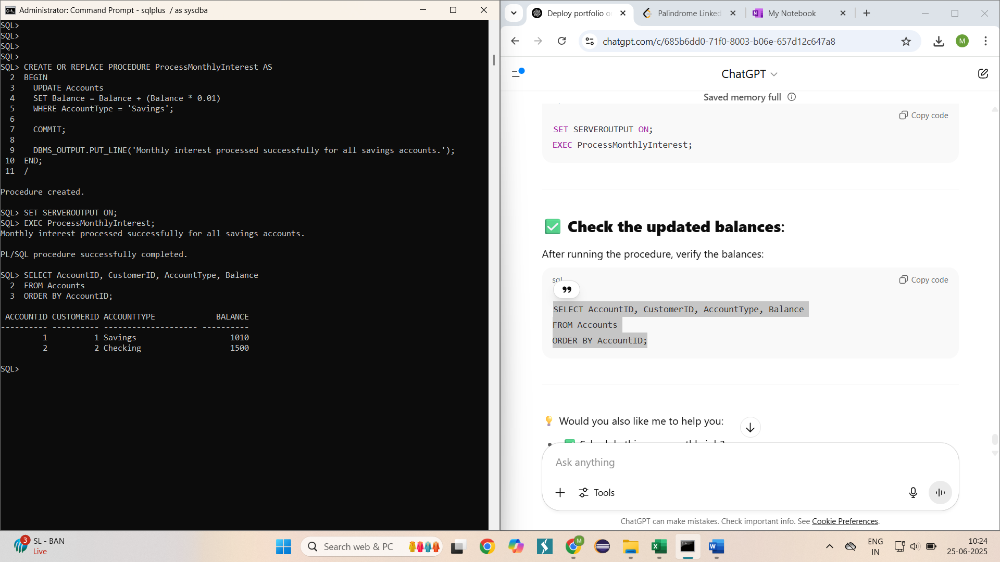 Administrator: Command Prompt - sqlplus  / as sysdba
SQL>
SQL>
SQL>
SQL>
SQL> CREATE OR REPLACE PROCEDURE ProcessMonthlyInterest AS
  2  BEGIN
  3    UPDATE Accounts
  4    SET Balance = Balance + (Balance * 0.01)
  5    WHERE AccountType = 'Savings';
  6
  7    COMMIT;
  8
  9    DBMS_OUTPUT.PUT_LINE('Monthly interest processed successfully for all savings accounts.');
 10  END;
 11  /
Procedure created.
SQL> SET SERVEROUTPUT ON;
SQL> EXEC ProcessMonthlyInterest;
Monthly interest processed successfully for all savings accounts.
PL/SQL procedure successfully completed.
SQL> SELECT AccountID, CustomerID, AccountType, Balance
  2  FROM Accounts
  3  ORDER BY AccountID;
 ACCOUNTID CUSTOMERID ACCOUNTTYPE             BALANCE
---------- ---------- -------------------- ----------
         1          1 Savings                    1010
         2          2 Checking                   1500
SQL>
Deploy portfolio o
Palindrome Linked
My Notebook
chatgpt.com/c/685b6dd0-71f0-8003-b06e-657d12c647a8
M
ChatGPT
Saved memory full
Copy code
SET SERVEROUTPUT ON;
EXEC ProcessMonthlyInterest;
✅ Check the updated balances:
After running the procedure, verify the balances:
sql
Copy code
SELECT AccountID, CustomerID, AccountType, Balance
FROM Accounts
ORDER BY AccountID;
💡 Would you also like me to help you:
Ask anything
Tools
ChatGPT can make mistakes. Check important info. See Cookie Preferences.
3
SL - BAN
Live
Search web & PC
M
ENG
IN
10:24
25-06-2025